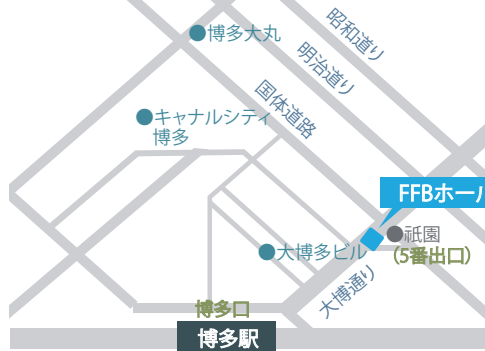 昭和道り
博多大丸
明治道り
国体道路
キャナルシティ
博多
FFBホール
祇園
(5番出口)
大博多ビル
大博通り
博多口
博多駅